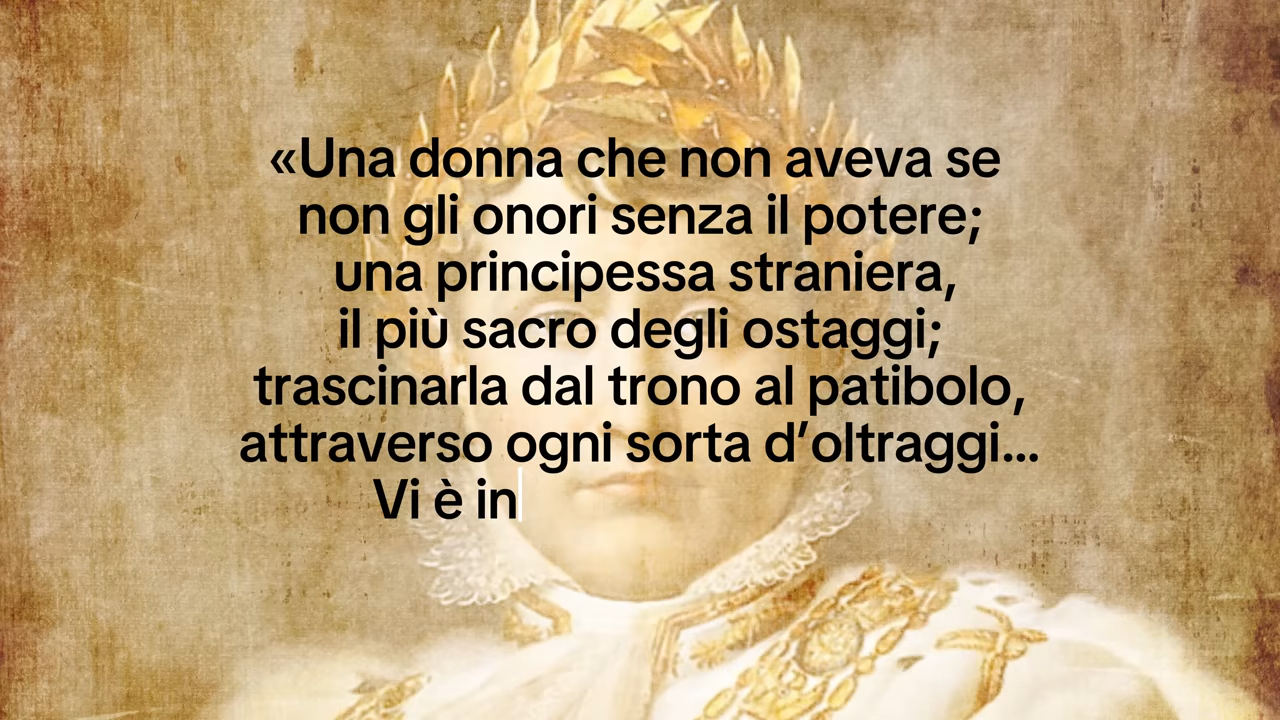 «Una donna che non aveva se
non gli onori senza il potere;
una principessa straniera,
il più sacro degli ostaggi;
trascinarla dal trono al patibolo,
attraverso ogni sorta d’oltraggi...
Vi è in